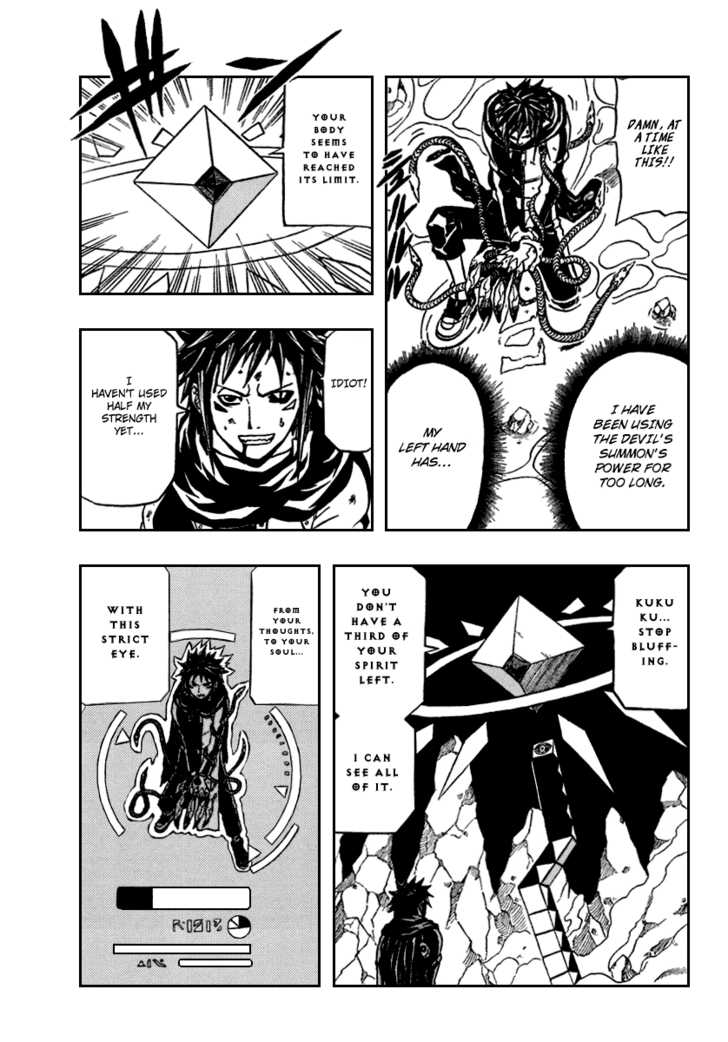 DAMN, AT
A TIME
LIKE
THIS!!
I HAVE
BEEN USING
THE DEVIL'S
SUMMON'S
POWER FOR
TOO LONG.
MY
LEFT HAND
HAS...
YOUR
BODY
SEEMS
TO HAVE
REACHED
ITS LIMIT.
IDIOT!
I
HAVEN'T USED
HALF MY
STRENGTH
YET...
KUKU
KU...
STOP
BLUFF-
ING.
YOU
DON'T
HAVE A
THIRD OF
YOUR
SPIRIT
LEFT.
I CAN
SEE ALL
OF IT.
FROM
YOUR
THOUGHTS,
TO YOUR
SOUL...
WITH
THIS
STRICT
EYE.